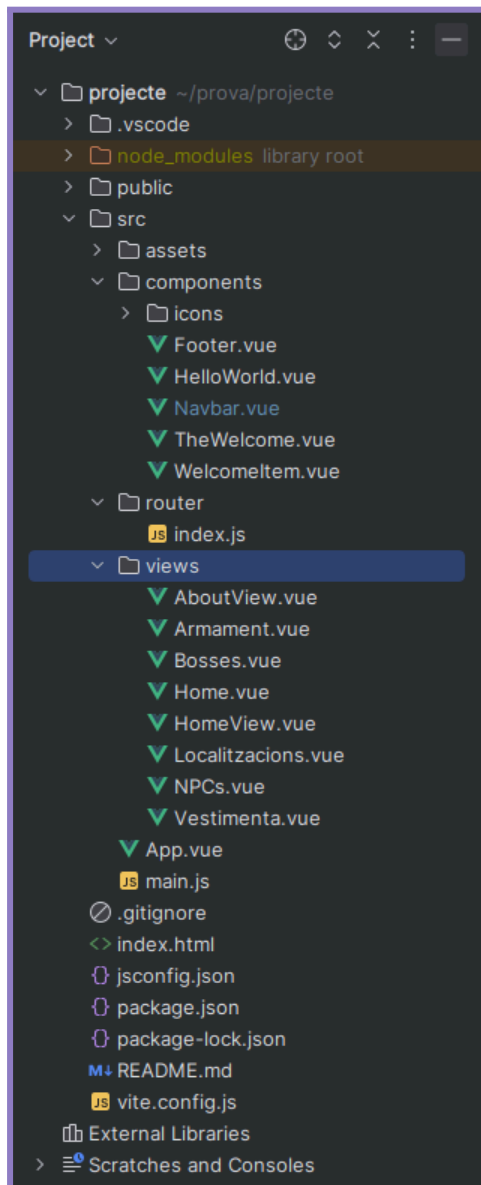 Project
projecte ~/prova/projecte
.vscode
node_modules library root
public
src
assets
components
icons
Footer.vue
HelloWorld.vue
Navbar.vue
TheWelcome.vue
WelcomeItem.vue
router
JS index.js
views
AboutView.vue
Armament.vue
Bosses.vue
Home.vue
HomeView.vue
Localitzacions.vue
NPCs.vue
Vestimenta.vue
App.vue
JS main.js
.gitignore
<> index.html
{} jsconfig.json
{} package.json
{} package-lock.json
M↓ README.md
JS vite.config.js
External Libraries
Scratches and Consoles